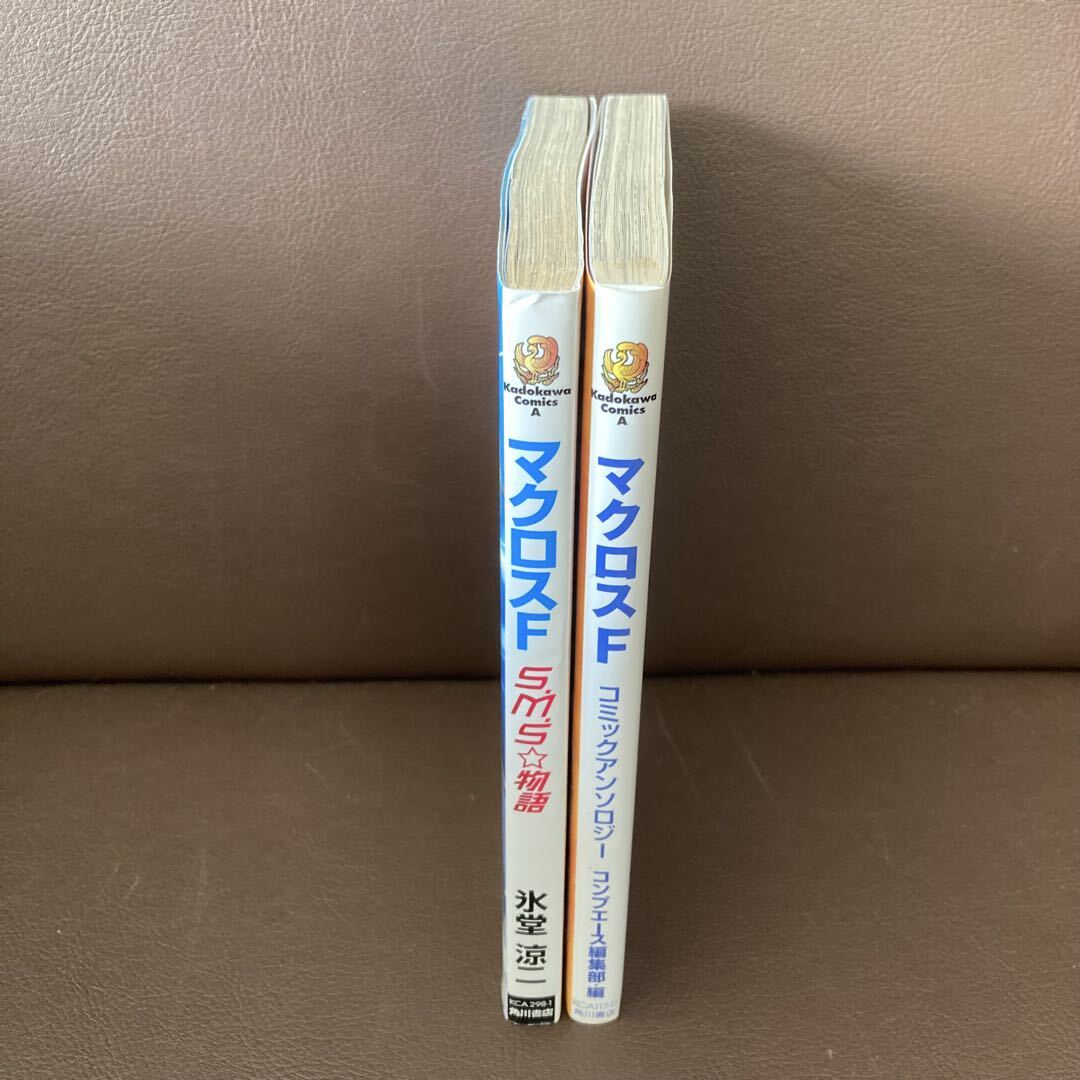 Kadokawa
Comics
A
マクロスF
S.M.S☆物語
氷堂 涼二
KCA298-1
角川書店
Kadokawa
Comics
A
マクロスF
コミックアンソロジー
コンプエース編集部・編
角川書店